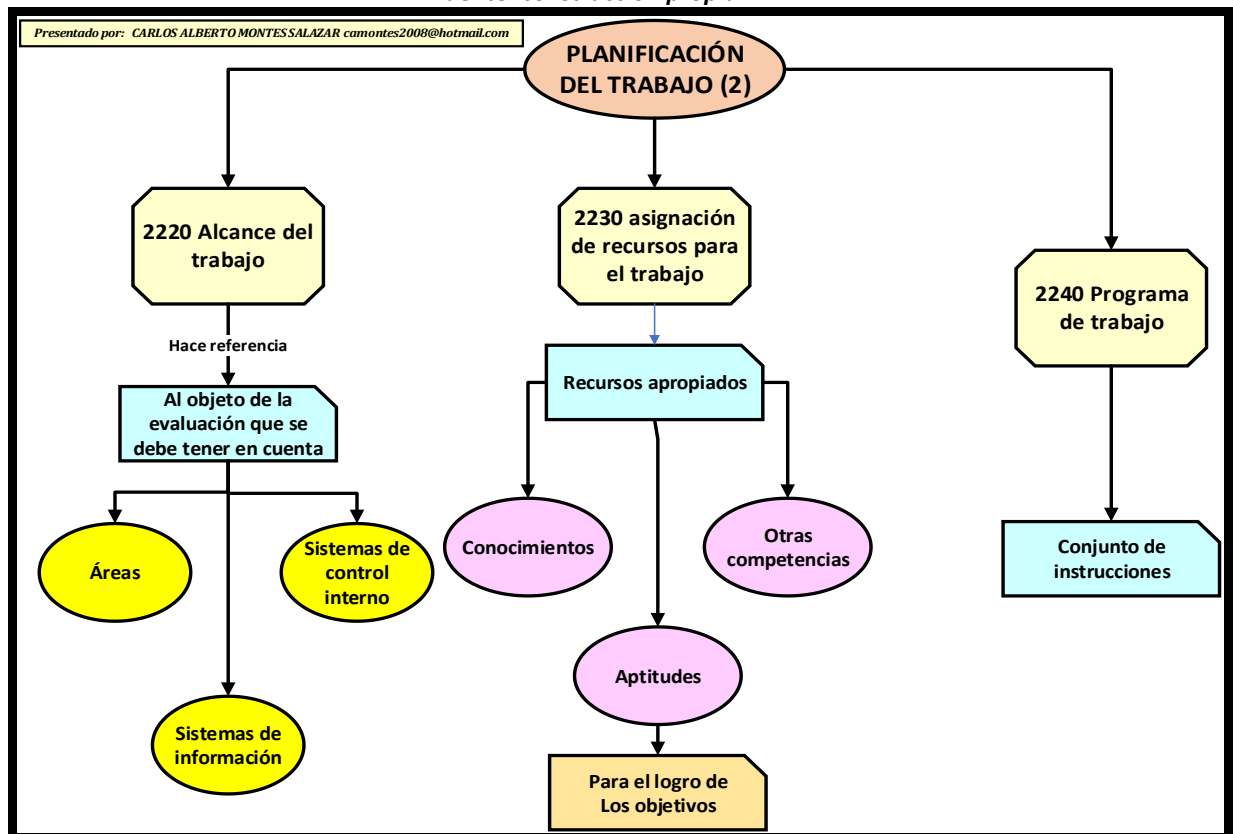 Presentado por: CARLOS ALBERTO MONTES SALAZAR camontes2008@hotmail.com
PLANIFICACIÓN
DEL TRABAJO (2)
2220 Alcance del
trabajo
Hace referencia
Al objeto de la
evaluación que se
debe tener en cuenta
Áreas
Sistemas de
control
interno
Sistemas de
información
2230 asignación
de recursos para
el trabajo
Recursos apropiados
Conocimientos
Otras
competencias
Aptitudes
Para el logro de
Los objetivos
2240 Programa
de trabajo
Conjunto de
instrucciones